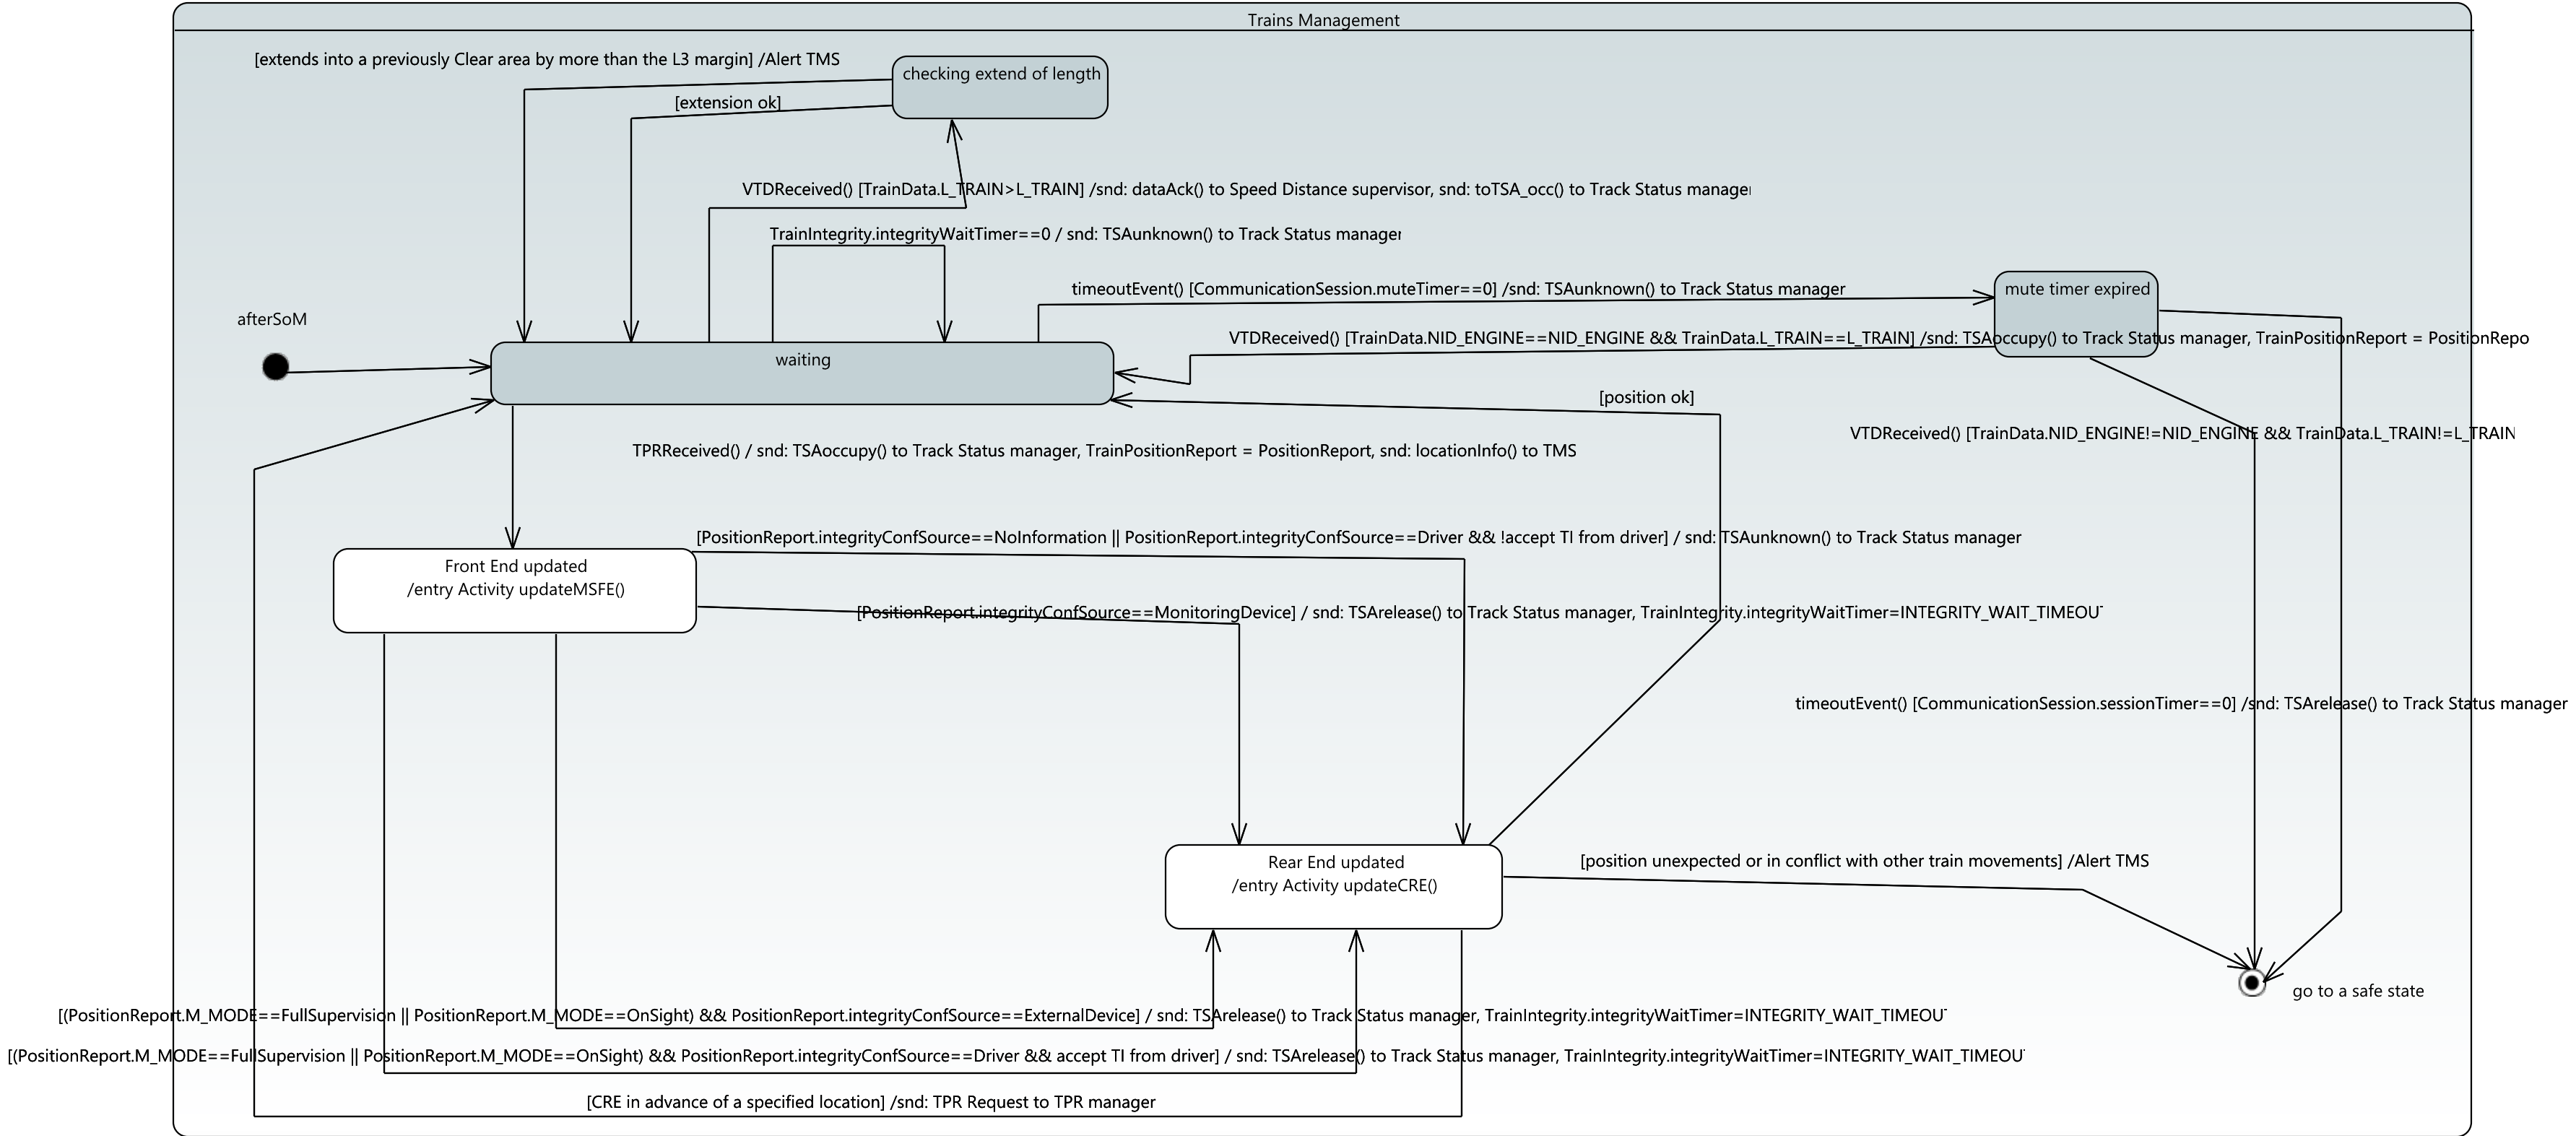 Trains Management
[extends into a previously Clear area by more than the L3 margin] /Alert TMS
checking extend of length
[extension ok]
VTDReceived() [TrainData.L_TRAIN>L_TRAIN] /snd: dataAck() to Speed Distance supervisor, snd: toTSA_occ() to Track Status manager
TrainIntegrity.integrityWaitTimer==0 / snd: TSAunknown() to Track Status manager
timeoutEvent() [CommunicationSession.muteTimer==0] /snd: TSAunknown() to Track Status manager
mute timer expired
afterSoM
VTDReceived() [TrainData.NID_ENGINE==NID_ENGINE && TrainData.L_TRAIN==L_TRAIN] /snd: TSAoccupy() to Track Status manager, TrainPositionReport = PositionRepo
waiting
[position ok]
VTDReceived() [TrainData.NID_ENGINE!=NID_ENGINE && TrainData.L_TRAIN!=L_TRAIN
TPRReceived() / snd: TSAoccupy() to Track Status manager, TrainPositionReport = PositionReport, snd: locationInfo() to TMS
[PositionReport.integrityConfSource==NoInformation || PositionReport.integrityConfSource==Driver && !accept TI from driver] / snd: TSAunknown() to Track Status manager
Front End updated
/entry Activity updateMSFE()
[PositionReport.integrityConfSource==MonitoringDevice] / snd: TSArelease() to Track Status manager, TrainIntegrity.integrityWaitTimer=INTEGRITY_WAIT_TIMEOUT
timeoutEvent() [CommunicationSession.sessionTimer==0] /snd: TSArelease() to Track Status manager
Rear End updated
/entry Activity updateCRE()
[position unexpected or in conflict with other train movements] /Alert TMS
go to a safe state
[(PositionReport.M_MODE==FullSupervision || PositionReport.M_MODE==OnSight) && PositionReport.integrityConfSource==ExternalDevice] / snd: TSArelease() to Track Status manager, TrainIntegrity.integrityWaitTimer=INTEGRITY_WAIT_TIMEOUT
[(PositionReport.M_MODE==FullSupervision || PositionReport.M_MODE==OnSight) && PositionReport.integrityConfSource==Driver && accept TI from driver] / snd: TSArelease() to Track Status manager, TrainIntegrity.integrityWaitTimer=INTEGRITY_WAIT_TIMEOUT
[CRE in advance of a specified location] /snd: TPR Request to TPR manager